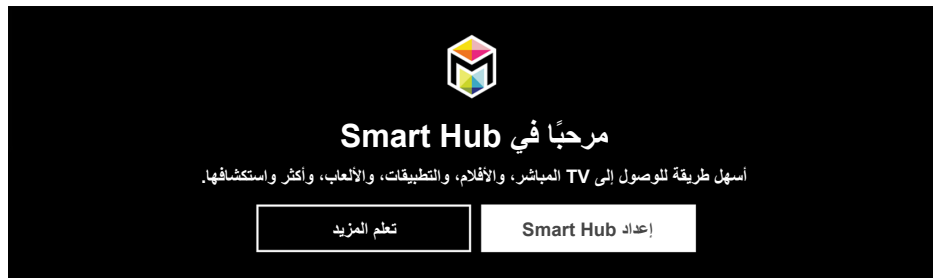 مرحبًا في Smart Hub
أسهل طريقة للوصول إلى TV المباشر، والأفلام، والتطبيقات، والألعاب، وأكثر واستكشافها.
إعداد Smart Hub
تعلم المزيد